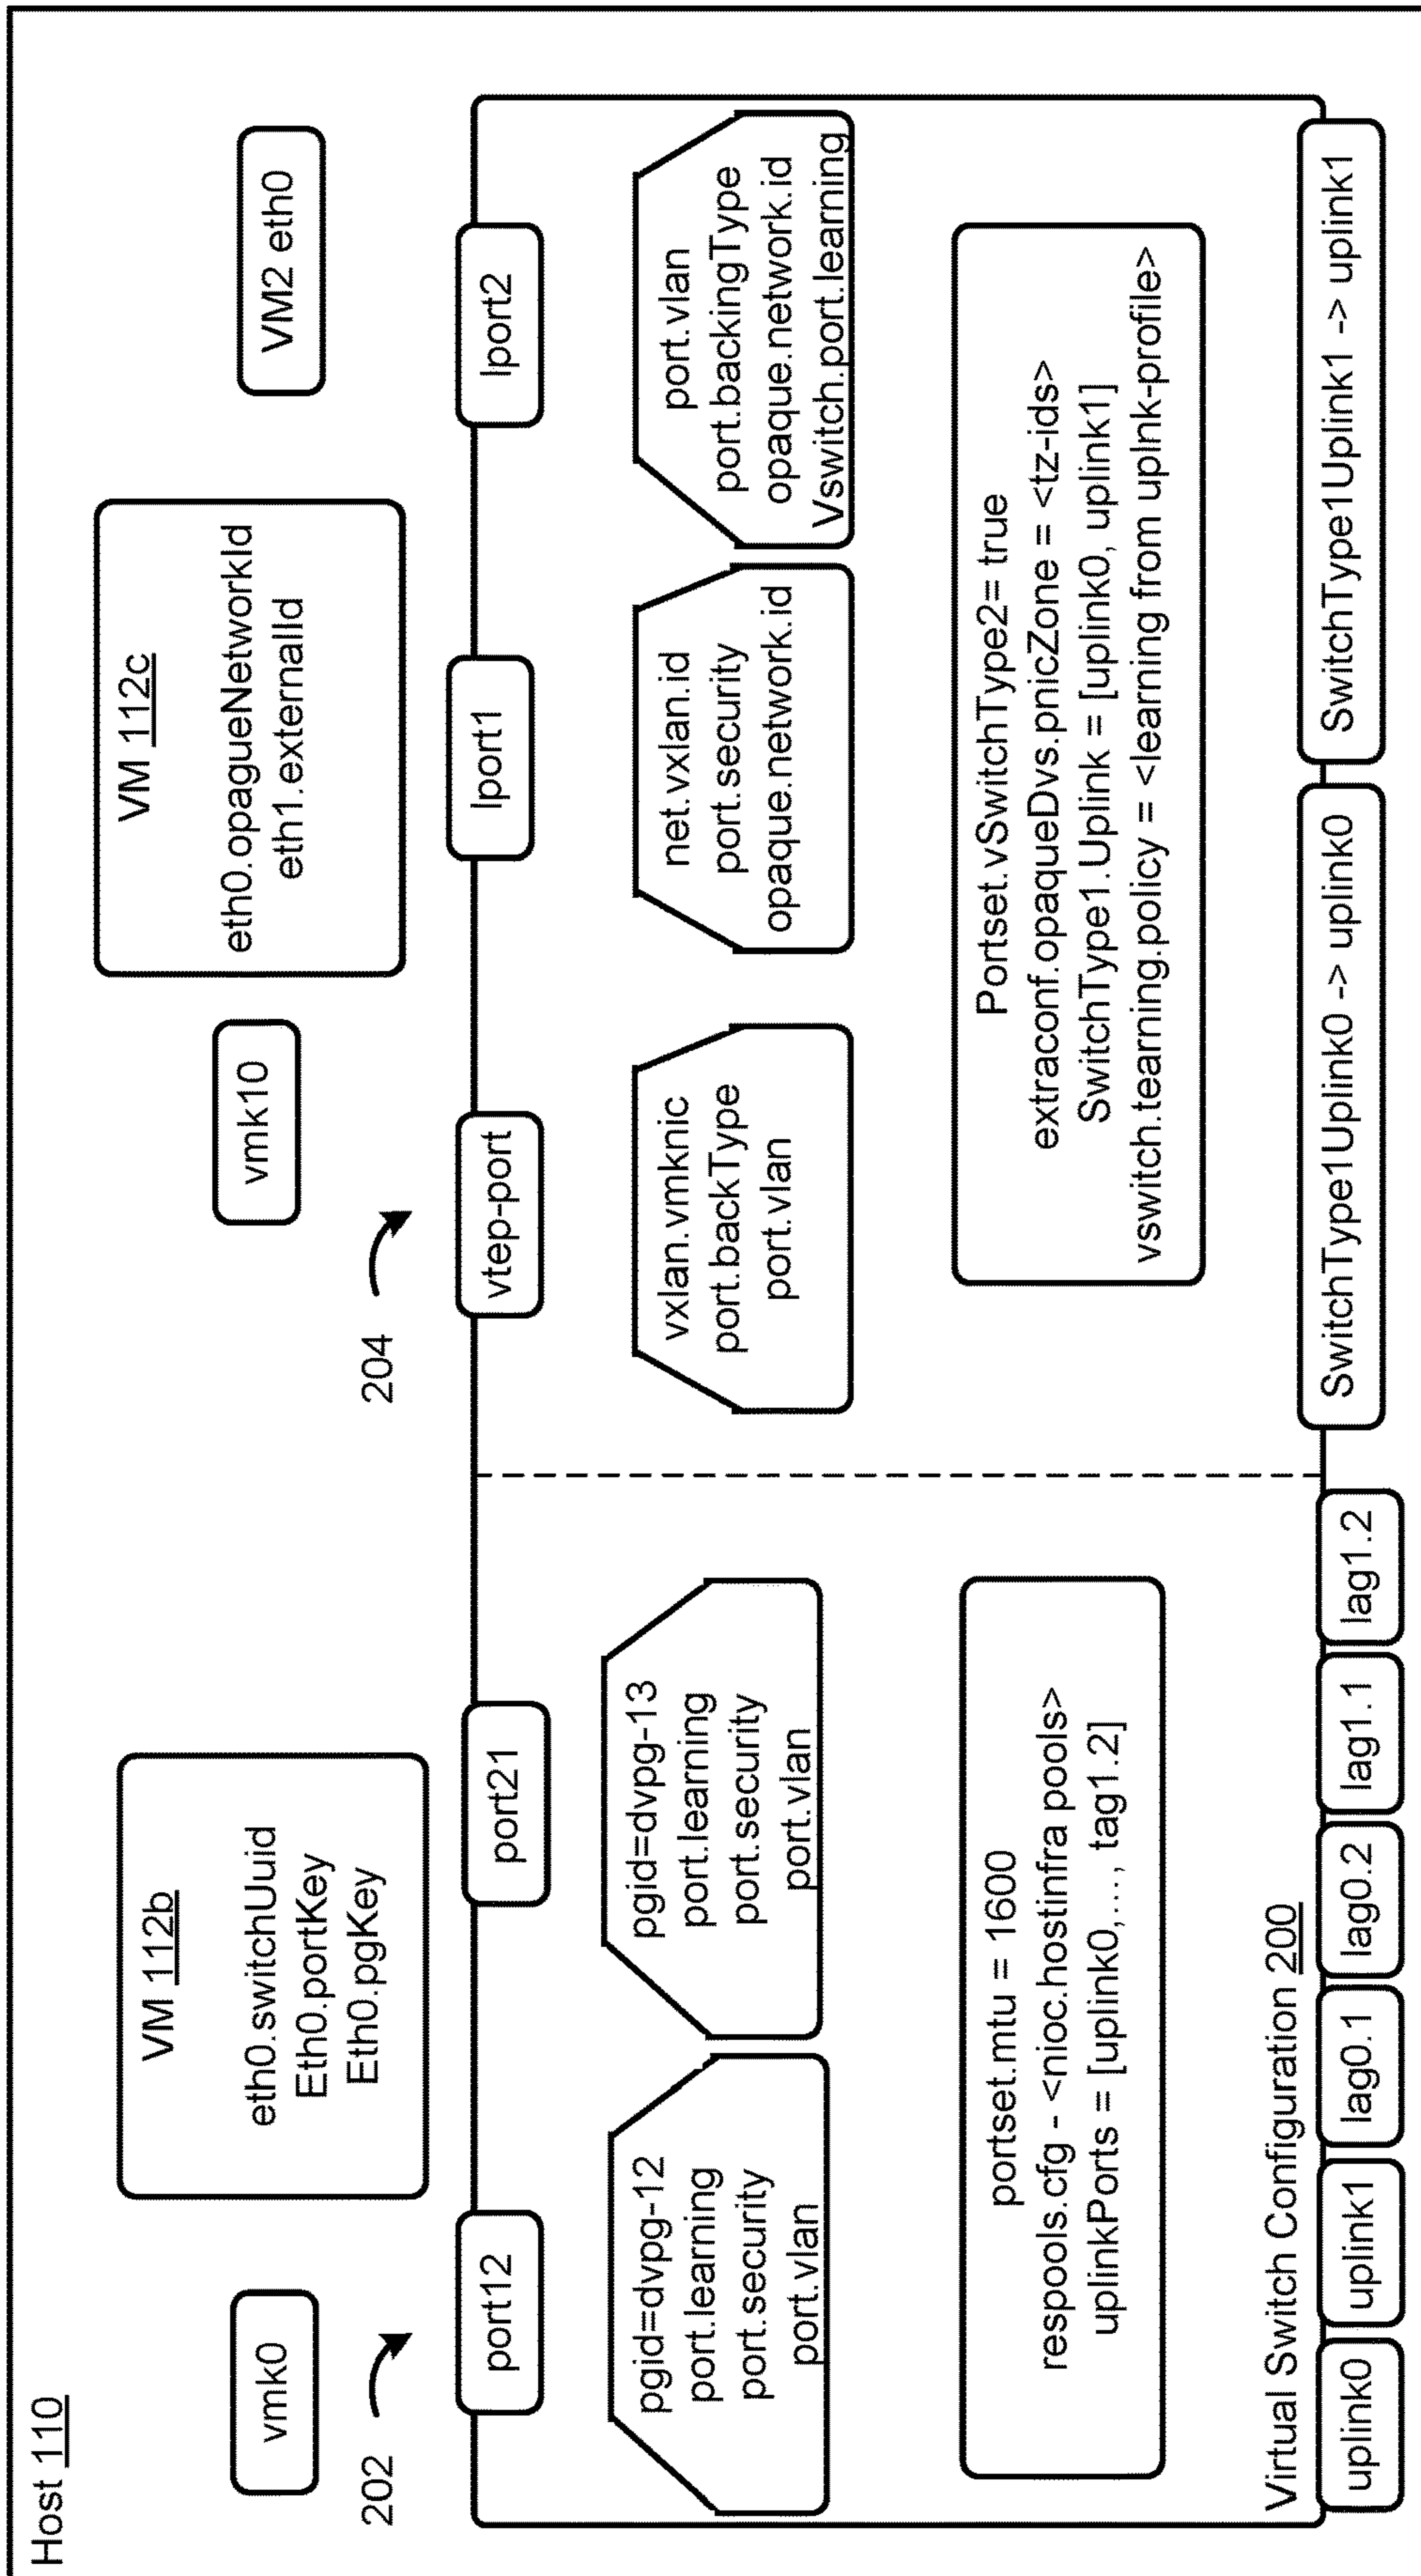 Host 110
vmk0
VM 112b
eth0.switchUuid
Eth0.portKey
Eth0.pgKey
vmk10
VM 112c
eth0.opagueNetworkId
eth1.externalId
VM2 eth0
202
204
port12
port21
vtep-port
lport1
lport2
pgid=dvpg-12
port.learning
port.security
port.vlan
pgid=dvpg-13
port.learning
port.security
port.vlan
vxlan.vmknic
port.backType
port.vlan
net.vxlan.id
port.security
opaque.network.id
port.vlan
port.backingType
opaque.network.id
Vswitch.port.learning
portset.mtu = 1600
respools.cfg - <nioc.hostinfra pools>
uplinkPorts = [uplink0,..., tag1.2]
Portset.vSwitchType2= true
extraconf.opaqueDvs.pnicZone = <tz-ids>
SwitchType1.Uplink = [uplink0, uplink1]
vswitch.tearning.policy = <learning from uplnk-profile>
Virtual Switch Configuration 200
uplink0
uplink1
lag0.1
lag0.2
lag1.1
lag1.2
SwitchType1Uplink0 -> uplink0
SwitchType1Uplink1 -> uplink1